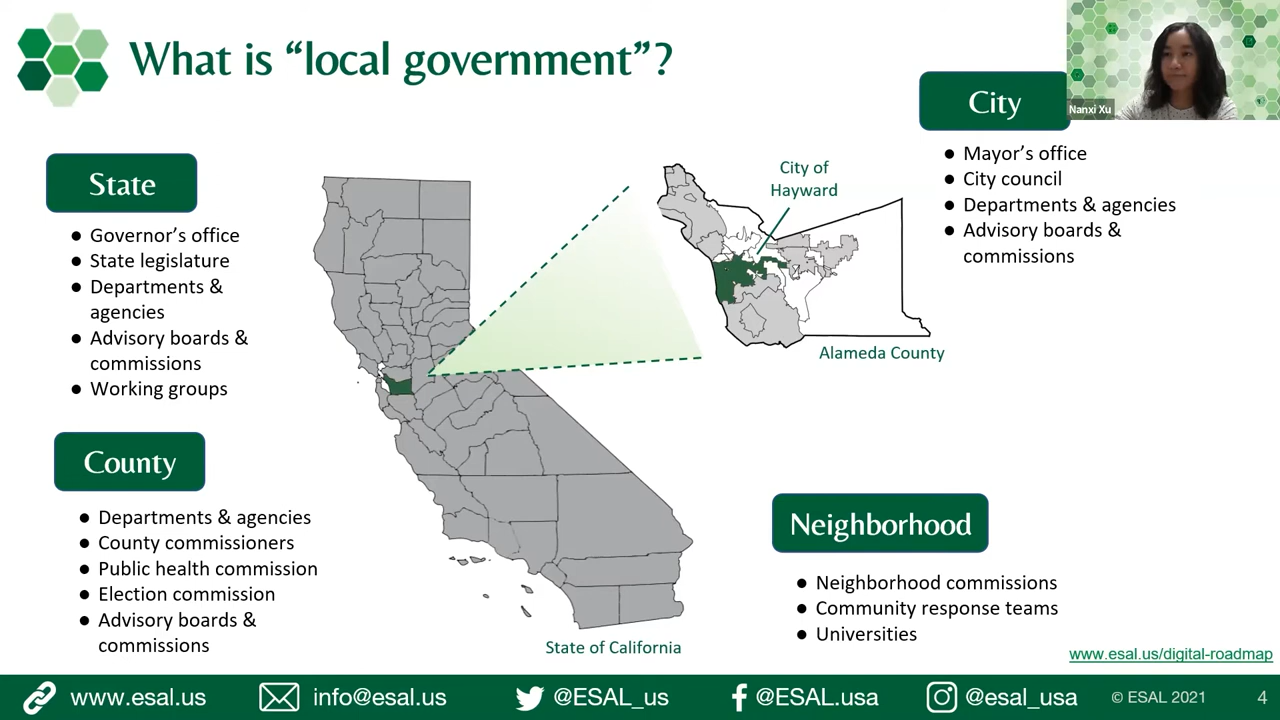 What is “local government”?
Nanxi Xu
State
● Governor’s office
● State legislature
● Departments &
agencies
● Advisory boards &
commissions
● Working groups
County
● Departments & agencies
● County commissioners
● Public health commission
● Election commission
● Advisory boards &
commissions
State of California
City of
Hayward
Alameda County
City
● Mayor’s office
● City council
● Departments & agencies
● Advisory boards &
commissions
Neighborhood
● Neighborhood commissions
● Community response teams
● Universities
www.esal.us/digital-roadmap
www.esal.us info@esal.us @ESAL_us @ESAL.usa @esal_usa © ESAL 2021 4